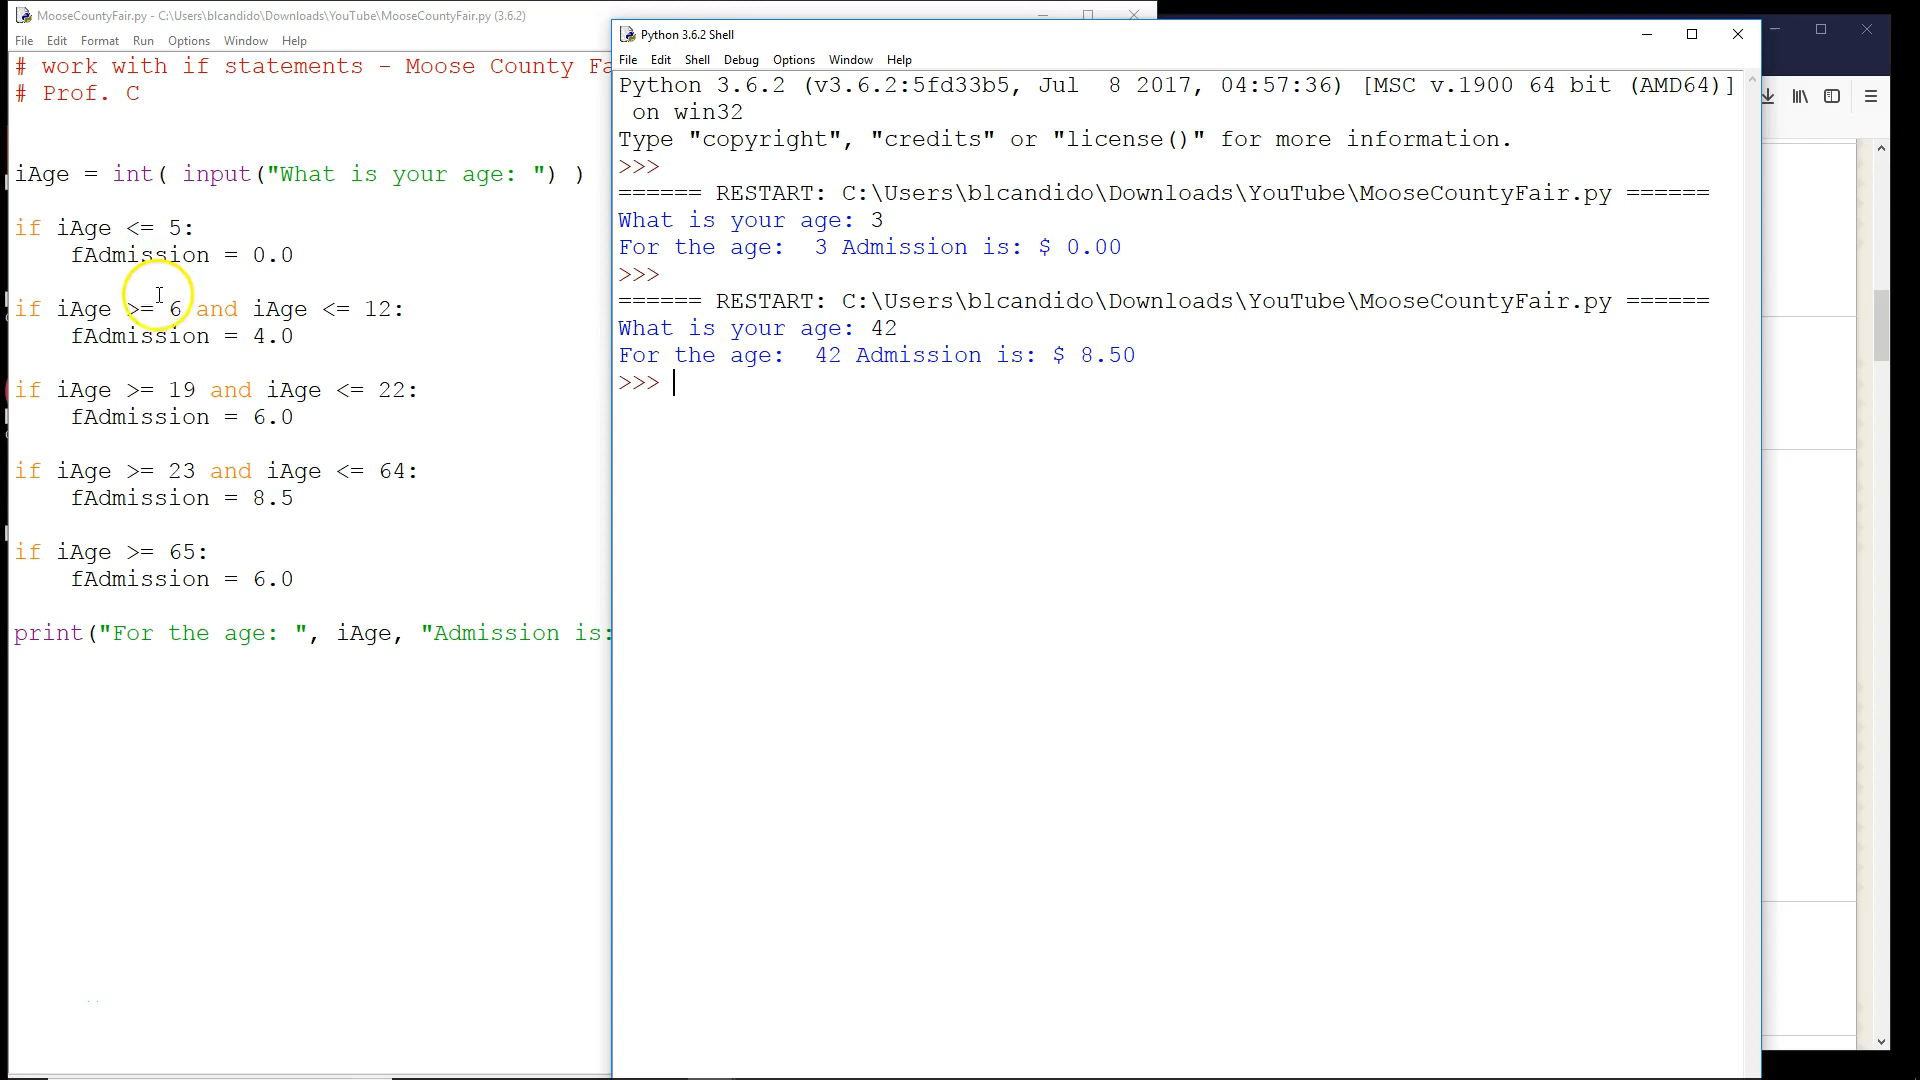 MooseCountyFair.py - C:\Users\blcandido\Downloads\YouTube\MooseCountyFair.py (3.6.2)
File Edit Format Run Options Window Help
# work with if statements - Moose County
# Prof. C
iAge = int( input("What is your age: ") )
if iAge <= 5:
    fAdmission = 0.0
if iAge >= 6 and iAge <= 12:
    fAdmission = 4.0
if iAge >= 19 and iAge <= 22:
    fAdmission = 6.0
if iAge >= 23 and iAge <= 64:
    fAdmission = 8.5
if iAge >= 65:
    fAdmission = 6.0
print("For the age: ", iAge, "Admission is:
Python 3.6.2 Shell
File Edit Shell Debug Options Window Help
Python 3.6.2 (v3.6.2:5fd33b5, Jul  8 2017, 04:57:36) [MSC v.1900 64 bit (AMD64)]
 on win32
Type "copyright", "credits" or "license()" for more information.
>>>
====== RESTART: C:\Users\blcandido\Downloads\YouTube\MooseCountyFair.py ======
What is your age: 3
For the age:  3 Admission is: $ 0.00
>>>
====== RESTART: C:\Users\blcandido\Downloads\YouTube\MooseCountyFair.py ======
What is your age: 42
For the age:  42 Admission is: $ 8.50
>>>